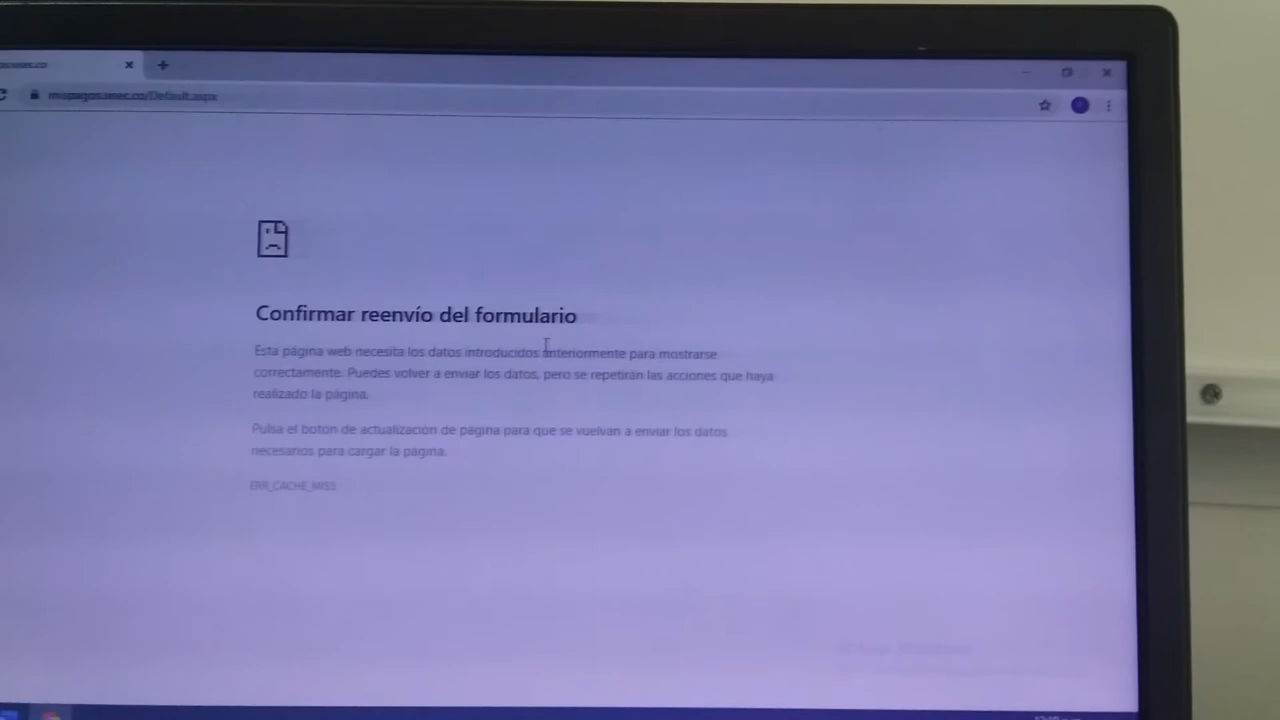 Confirmar reenvío del formulario
Esta página web necesita los datos introducidos anteriormente para mostrarse
correctamente. Puedes volver a enviar los datos, pero se repetirán las acciones que haya
realizado la página.
Pulsa el botón de actualización de página para que se vuelvan a enviar los datos
necesarios para cargar la página.
ERR_CACHE_MISS